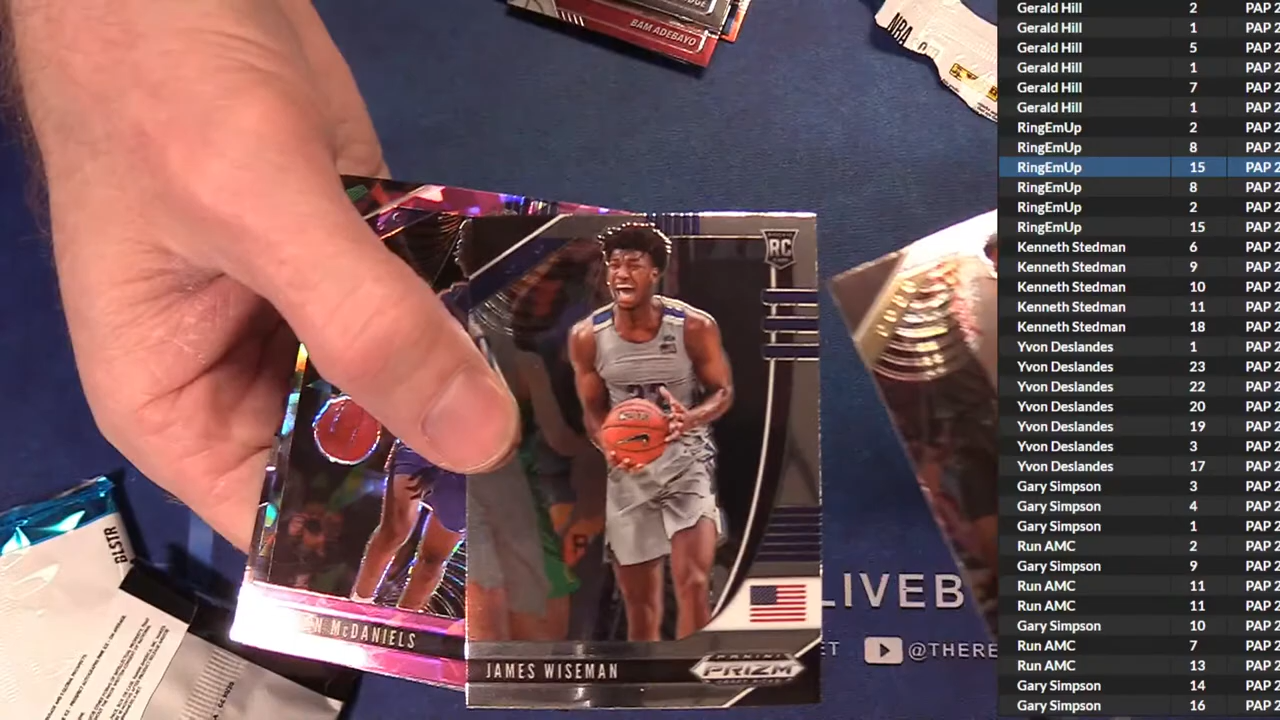 BAM ADEBAYO
NBA
RC
BLSTR
McDANIELS
JAMES WISEMAN
PANINI
PRIZM
DRAFT PICKS
LIVEB
ET
@THERE
Gerald Hill 2 PAP 2
Gerald Hill 1 PAP 2
Gerald Hill 5 PAP 2
Gerald Hill 1 PAP 2
Gerald Hill 7 PAP 2
Gerald Hill 1 PAP 2
RingEmUp 2 PAP 2
RingEmUp 8 PAP 2
RingEmUp 15 PAP 2
RingEmUp 8 PAP 2
RingEmUp 2 PAP 2
RingEmUp 15 PAP 2
Kenneth Stedman 6 PAP 2
Kenneth Stedman 9 PAP 2
Kenneth Stedman 10 PAP 2
Kenneth Stedman 11 PAP 2
Kenneth Stedman 18 PAP 2
Yvon Deslandes 1 PAP 2
Yvon Deslandes 23 PAP 2
Yvon Deslandes 22 PAP 2
Yvon Deslandes 20 PAP 2
Yvon Deslandes 19 PAP 2
Yvon Deslandes 3 PAP 2
Yvon Deslandes 17 PAP 2
Gary Simpson 3 PAP 2
Gary Simpson 4 PAP 2
Gary Simpson 1 PAP 2
Run AMC 2 PAP 2
Gary Simpson 9 PAP 2
Run AMC 11 PAP 2
Run AMC 11 PAP 2
Gary Simpson 10 PAP 2
Run AMC 7 PAP 2
Run AMC 13 PAP 2
Gary Simpson 14 PAP 2
Gary Simpson 16 PAP 2